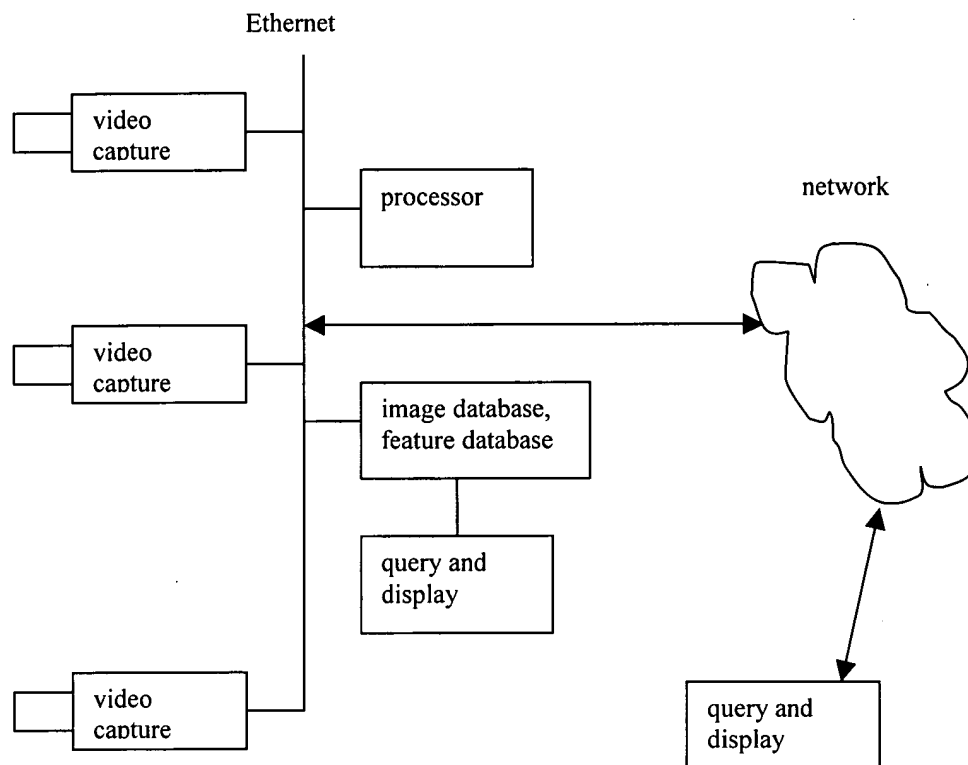 Ethernet
video
capture
processor
network
video
capture
image database,
feature database
query and
display
video
capture
query and
display